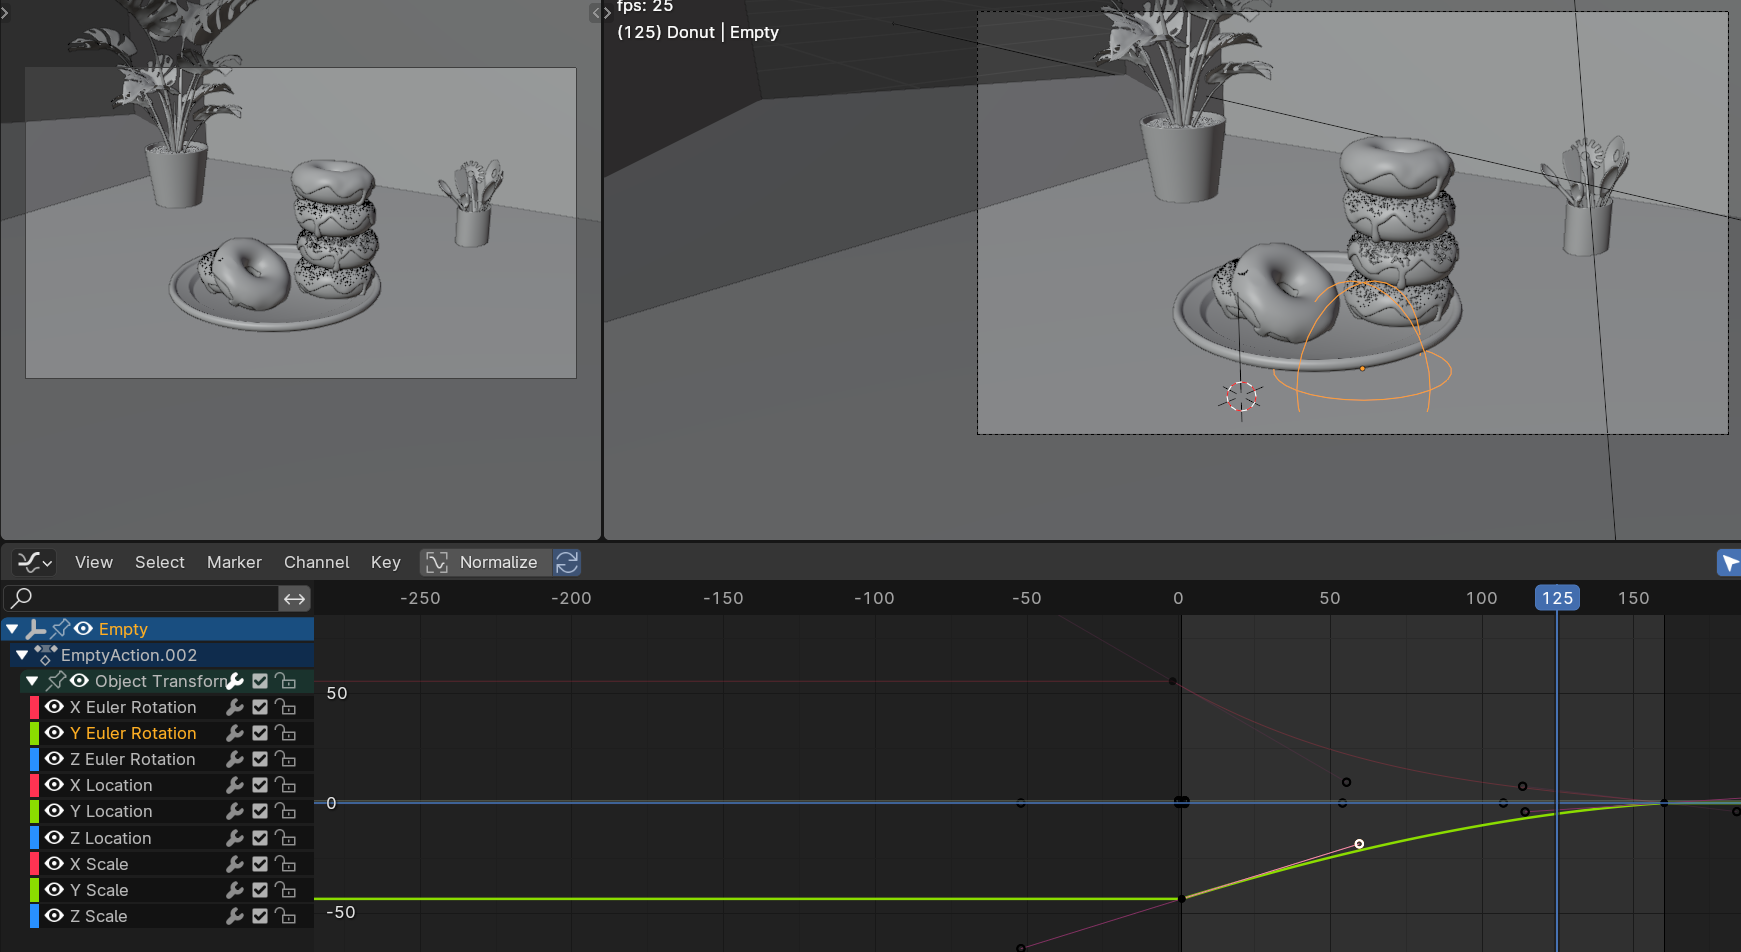 fps: 25
(125) Donut | Empty
View Select Marker Channel Key Normalize
-250 -200 -150 -100 -50 0 50 100 125 150
Empty
EmptyAction.002
Object Transform
X Euler Rotation
Y Euler Rotation
Z Euler Rotation
X Location
Y Location
Z Location
X Scale
Y Scale
Z Scale
50
0
-50